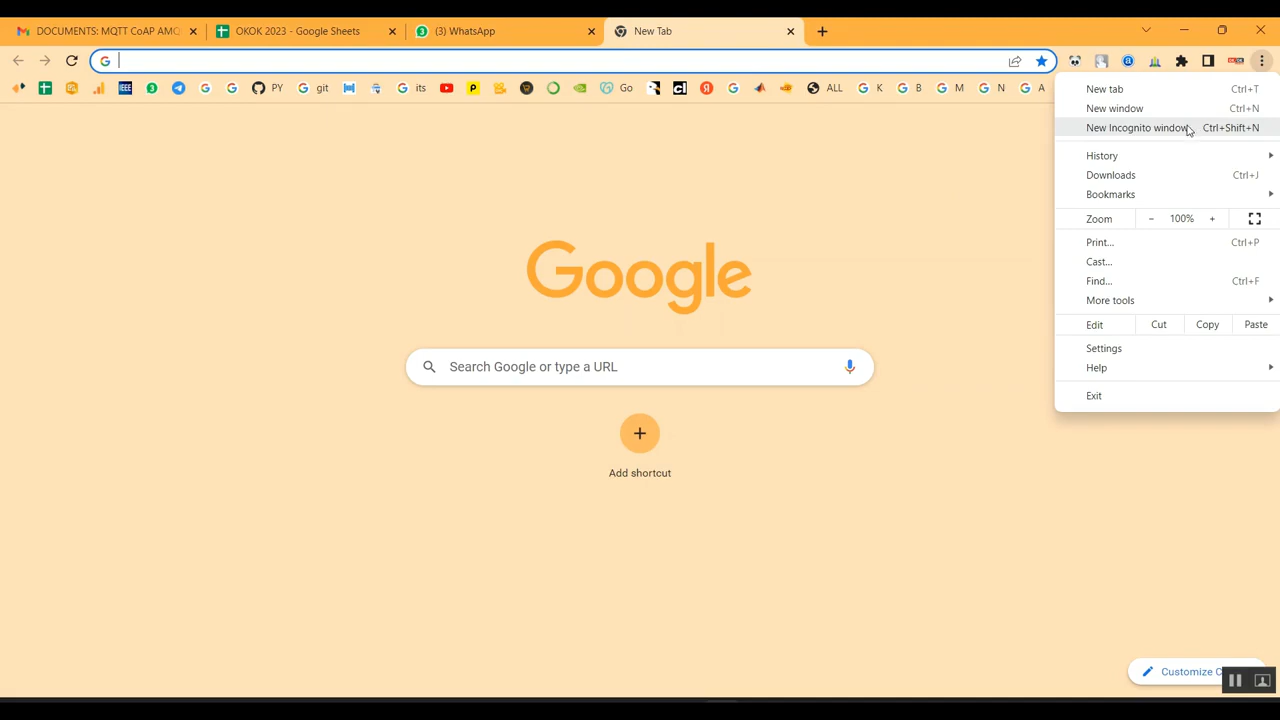 DOCUMENTS: MQTT CoAP AMQ
OKOK 2023 - Google Sheets
(3) WhatsApp
New Tab
PY
git
its
Go
ALL
K
B
M
N
A
New tab Ctrl+T
New window Ctrl+N
New Incognito window Ctrl+Shift+N
History
Downloads Ctrl+J
Bookmarks
Zoom - 100% +
Print... Ctrl+P
Cast...
Find... Ctrl+F
More tools
Edit Cut Copy Paste
Settings
Help
Exit
Google
Search Google or type a URL
Add shortcut
Customize C